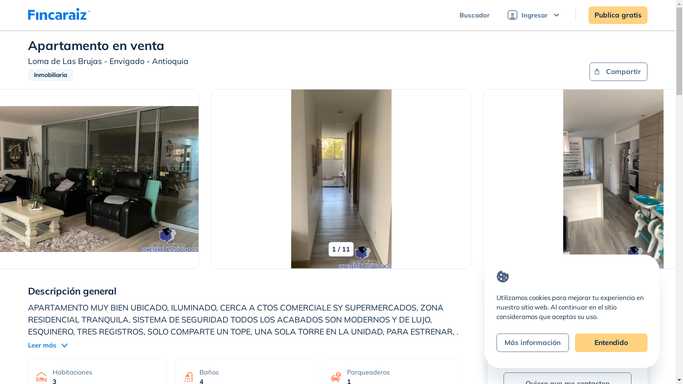 Fincaraiz
Buscador
Ingresar
Publica gratis
Apartamento en venta
Loma de Las Brujas - Envigado - Antioquia
Inmobiliaria
Compartir
1 / 11
Descripción general
APARTAMENTO MUY BIEN UBICADO, ILUMINADO, CERCA A CTOS COMERCIALE SY SUPERMERCADOS, ZONA
RESIDENCIAL TRANQUILA, SISTEMA DE SEGURIDAD TODOS LOS ACABADOS SON MODERNOS Y DE LUJO,
ESQUINERO, TRES REGISTROS, SOLO COMPARTE UN TOPE, UNA SOLA TORRE EN LA UNIDAD, PARA ESTRENAR, .
Leer más
Habitaciones
3
Baños
4
Parqueaderos
1
Utilizamos cookies para mejorar tu experiencia en
nuestro sitio web. Al continuar en el sitio
consideramos que aceptas su uso.
Más información
Entendido
Quiero que me contacten